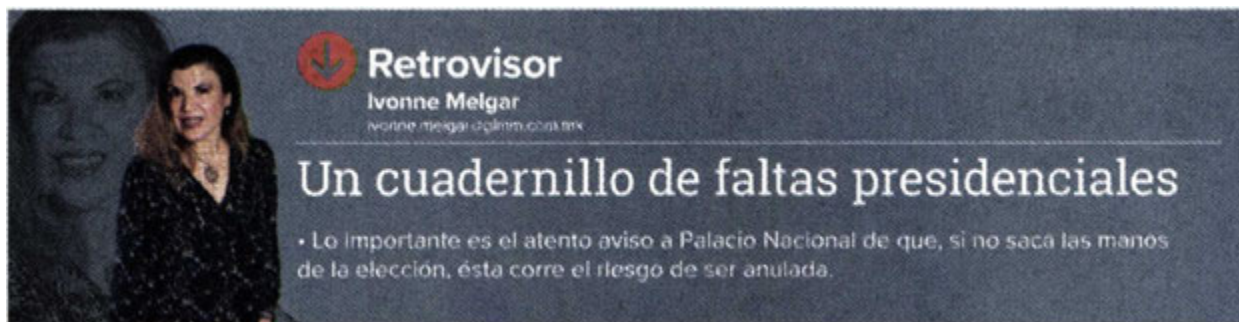 Retrovisor
Ivonne Melgar
Un cuadernillo de faltas presidenciales
• Lo importante es el atento aviso a Palacio Nacional de que, si no saca las manos
de la elección, ésta corre el riesgo de ser anulada.